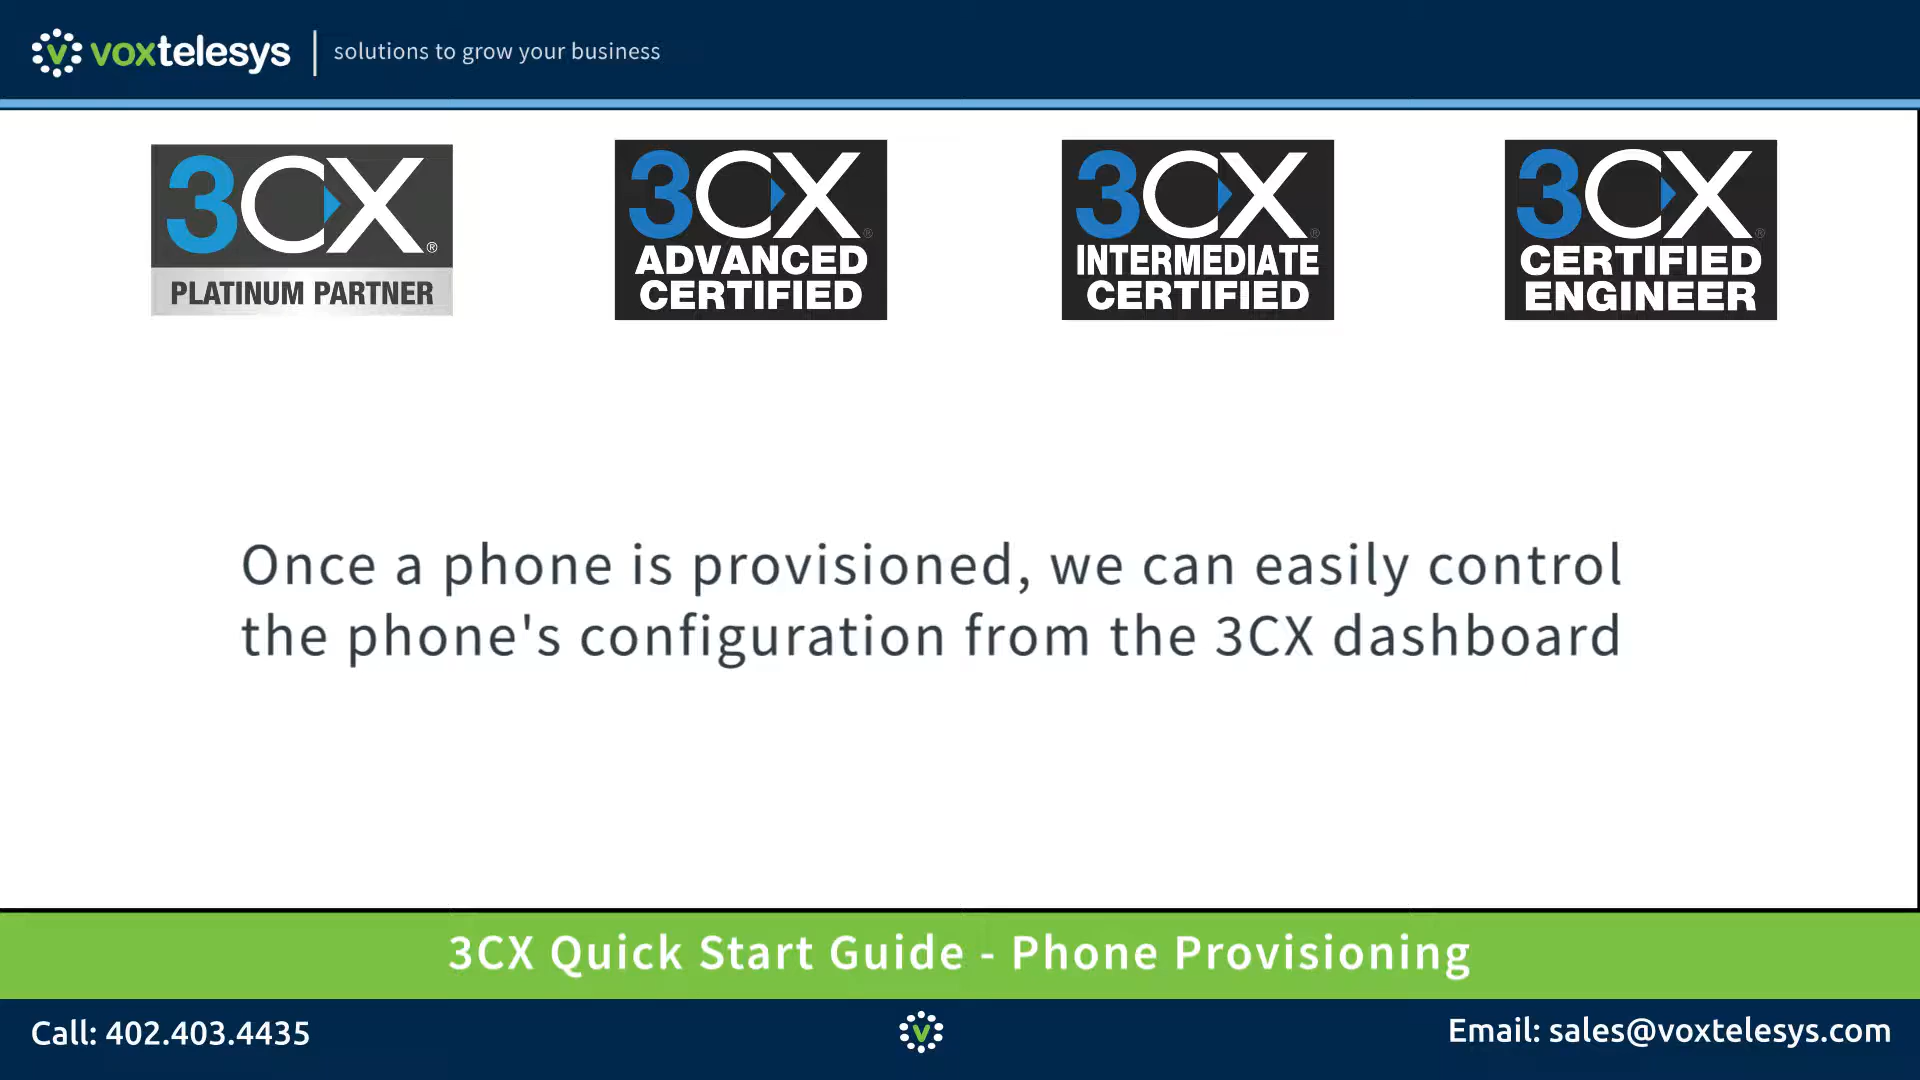 voxtelesys | solutions to grow your business
3CX®
PLATINUM PARTNER
3CX®
ADVANCED
CERTIFIED
3CX®
INTERMEDIATE
CERTIFIED
3CX®
CERTIFIED
ENGINEER
Once a phone is provisioned, we can easily control
the phone's configuration from the 3CX dashboard
3CX Quick Start Guide - Phone Provisioning
Call: 402.403.4435
v
Email: sales@voxtelesys.com